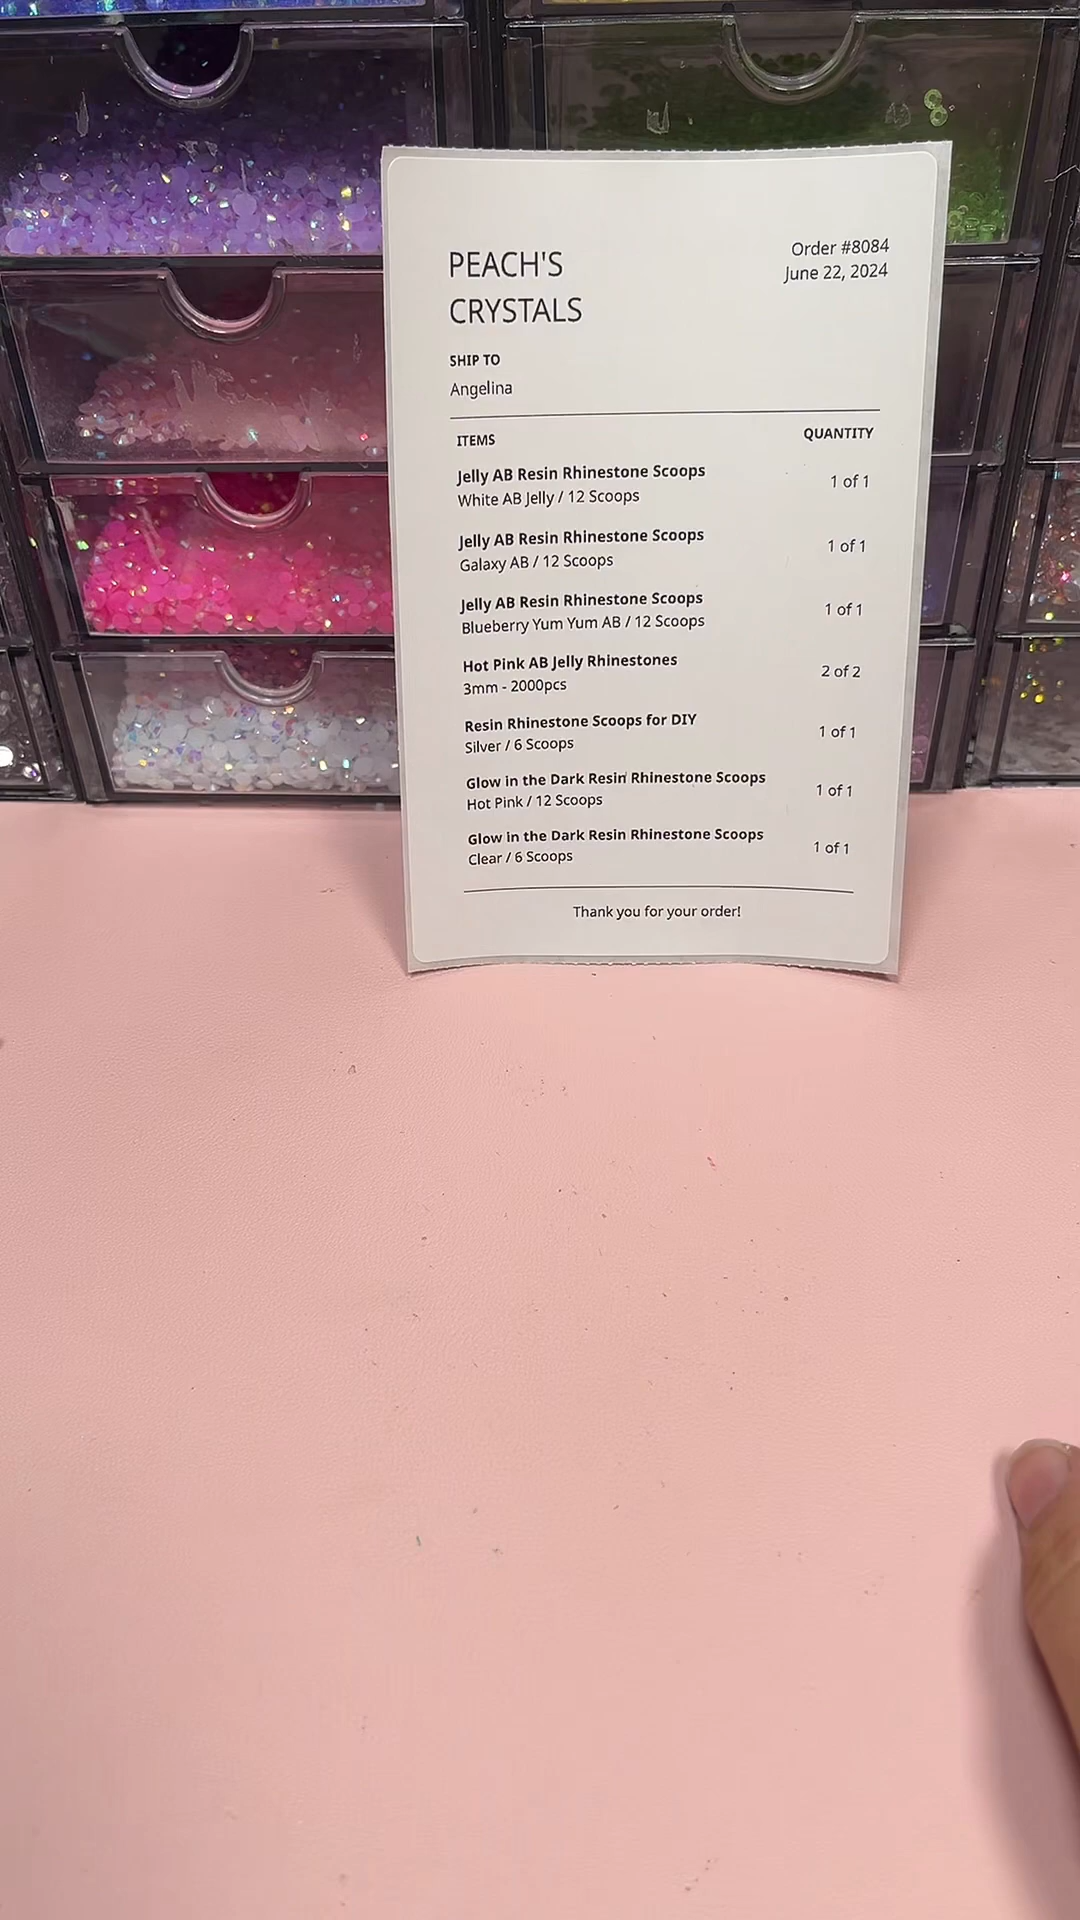 PEACH'S
CRYSTALS
Order #8084
June 22, 2024
SHIP TO
Angelina
ITEMS QUANTITY
Jelly AB Resin Rhinestone Scoops
White AB Jelly / 12 Scoops
1 of 1
Jelly AB Resin Rhinestone Scoops
Galaxy AB / 12 Scoops
1 of 1
Jelly AB Resin Rhinestone Scoops
Blueberry Yum Yum AB / 12 Scoops
1 of 1
Hot Pink AB Jelly Rhinestones
3mm - 2000pcs
2 of 2
Resin Rhinestone Scoops for DIY
Silver / 6 Scoops
1 of 1
Glow in the Dark Resin Rhinestone Scoops
Hot Pink / 12 Scoops
1 of 1
Glow in the Dark Resin Rhinestone Scoops
Clear / 6 Scoops
1 of 1
Thank you for your order!